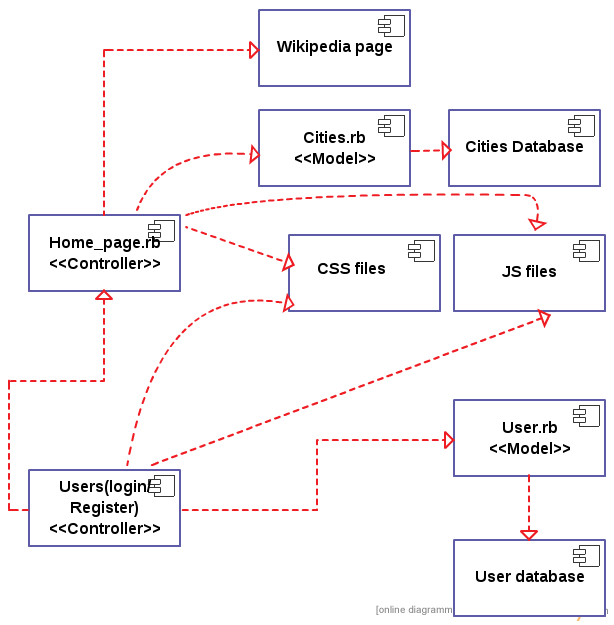 Wikipedia page
Cities.rb
<<Model>>
Cities Database
Home_page.rb
<<Controller>>
CSS files
JS files
User.rb
<<Model>>
Users(login/
Register)
<<Controller>>
User database
[online diagramm